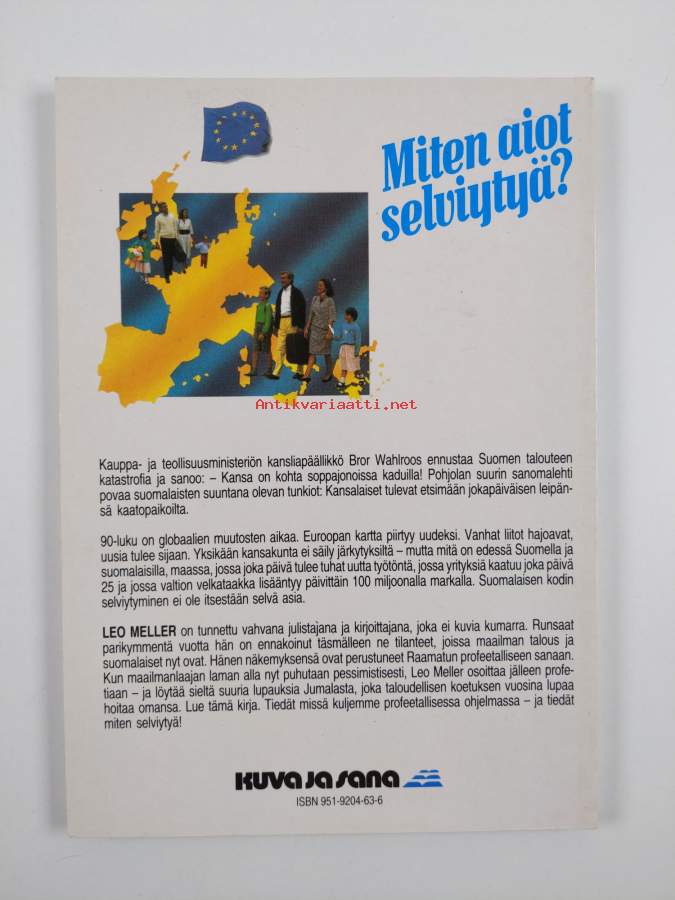 Miten aiot
selviytyä?
Antikvariaatti.net
Kauppa- ja teollisuusministeriön kansliapäällikkö Bror Wahlroos ennustaa Suomen talouteen
katastrofia ja sanoo: – Kansa on kohta soppajonoissa kaduilla! Pohjolan suurin sanomalehti
povaa suomalaisten suuntana olevan tunkiot: Kansalaiset tulevat etsimään jokapäiväisen leipän-
sä kaatopaikoilta.
90-luku on globaalien muutosten aikaa. Euroopan kartta piirtyy uudeksi. Vanhat liitot hajoavat,
uusia tulee sijaan. Yksikään kansakunta ei säily järkytyksiltä – mutta mitä on edessä Suomella ja
suomalaisilla, maassa, jossa joka päivä tulee tuhat uutta työtöntä, jossa yrityksiä kaatuu joka päivä
25 ja jossa valtion velkataakka lisääntyy päivittäin 100 miljoonalla markalla. Suomalaisen kodin
selviytyminen ei ole itsestään selvä asia.
LEO MELLER on tunnettu vahvana julistajana ja kirjoittajana, joka ei kuvia kumarra. Runsaat
parikymmentä vuotta hän on ennakoinut täsmälleen ne tilanteet, joissa maailman talous ja
suomalaiset nyt ovat. Hänen näkemyksensä ovat perustuneet Raamatun profeetalliseen sanaan.
Kun maailmanlaajan laman alla nyt puhutaan pessimistisesti, Leo Meller osoittaa jälleen profe-
tiaan – ja löytää sieltä suuria lupauksia Jumalasta, joka taloudellisen koetuksen vuosina lupaa
hoitaa omansa. Lue tämä kirja. Tiedät missä kuljemme profeetallisessa ohjelmassa – ja tiedät
miten selviytyä!
KUVA JA SANA
ISBN 951-9204-63-6